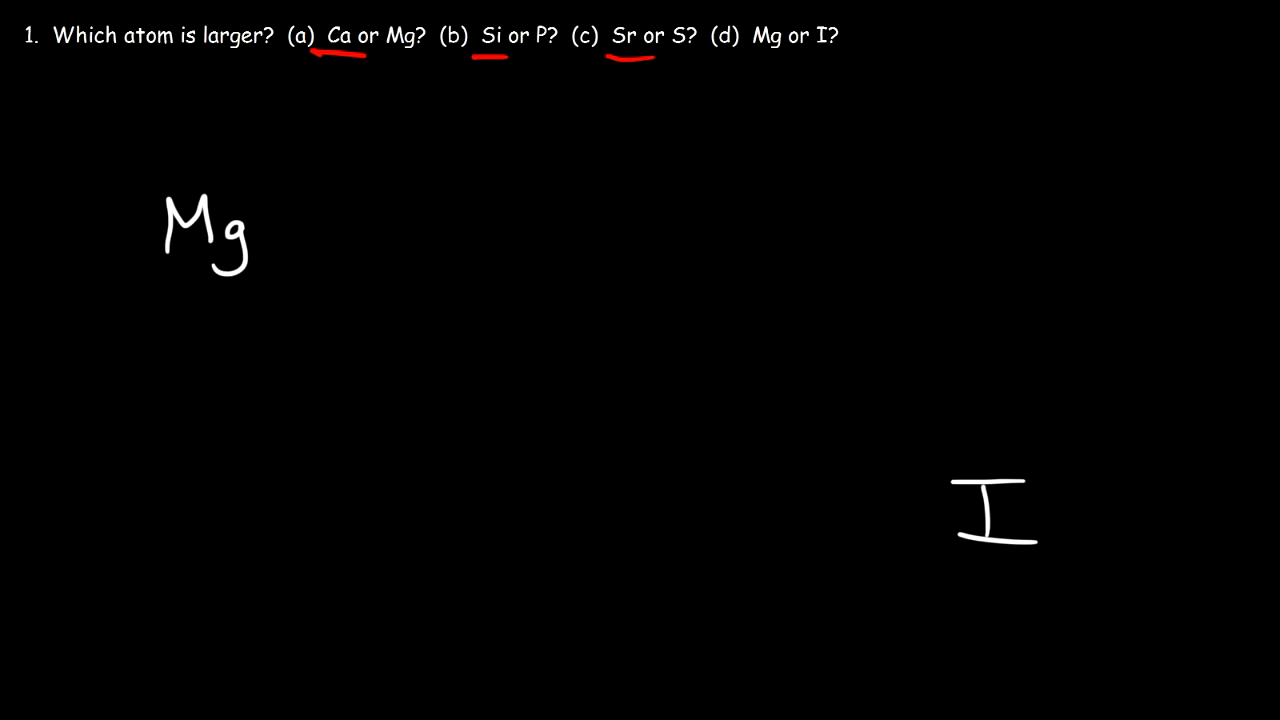 1. Which atom is larger? (a) Ca or Mg? (b) Si or P? (c) Sr or S? (d) Mg or I?
Mg
I